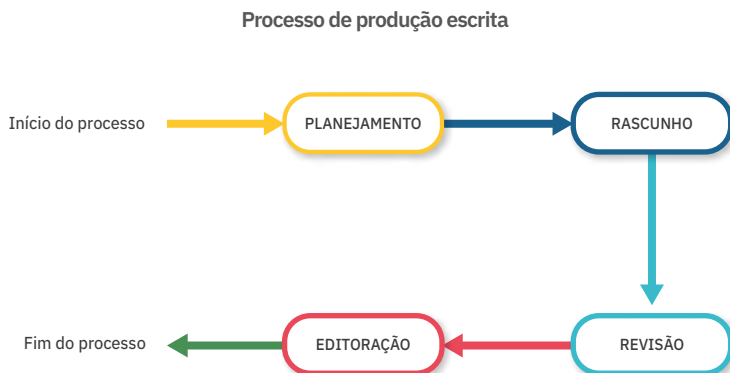 Processo de produção escrita
Início do processo
PLANEJAMENTO
RASCUNHO
REVISÃO
EDITORAÇÃO
Fim do processo